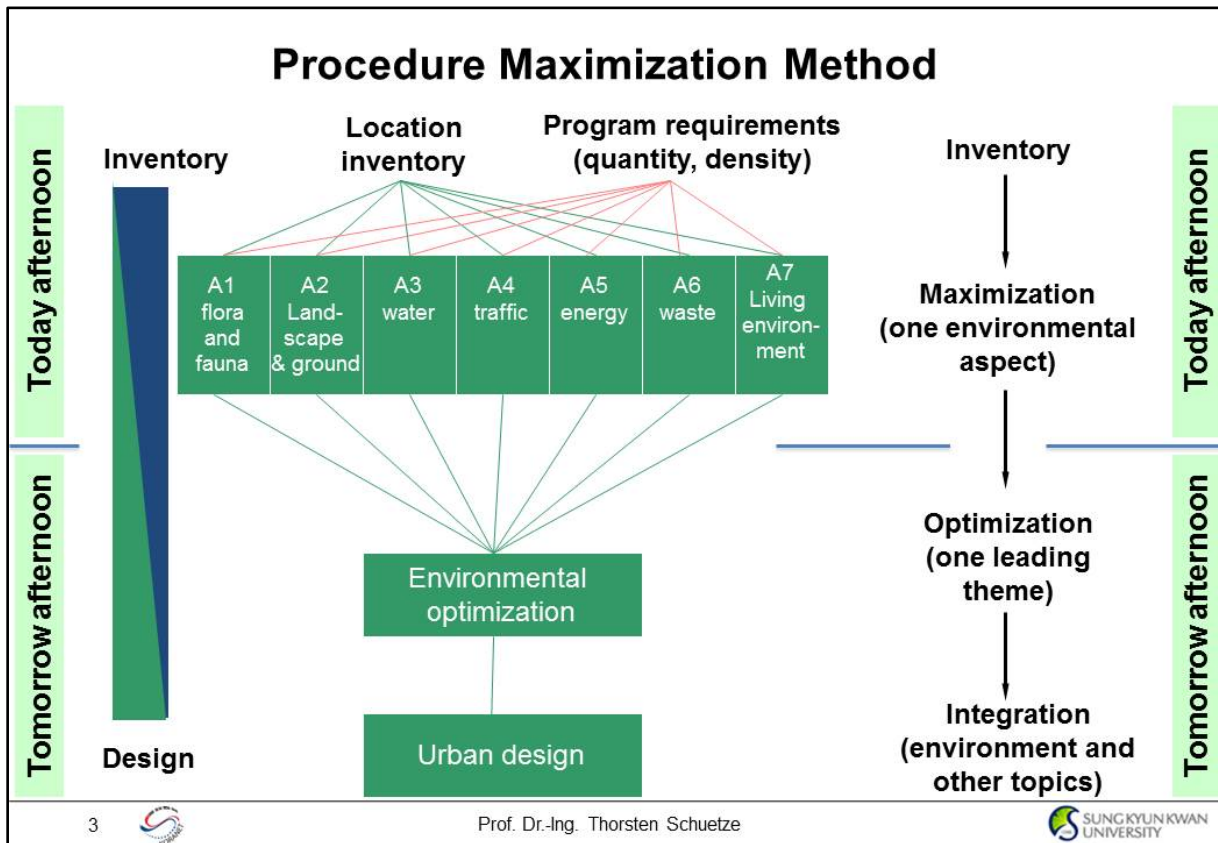 Procedure Maximization Method
Today afternoon
Tomorrow afternoon
Inventory
Design
Location
inventory
Program requirements
(quantity, density)
A1
flora
and
fauna
A2
Land-
scape
& ground
A3
water
A4
traffic
A5
energy
A6
waste
A7
Living
environ-
ment
Environmental
optimization
Urban design
Inventory
Maximization
(one environmental
aspect)
Optimization
(one leading
theme)
Integration
(environment and
other topics)
Today afternoon
Tomorrow afternoon
3
Prof. Dr.-Ing. Thorsten Schuetze
SUNG KYUN KWAN
UNIVERSITY